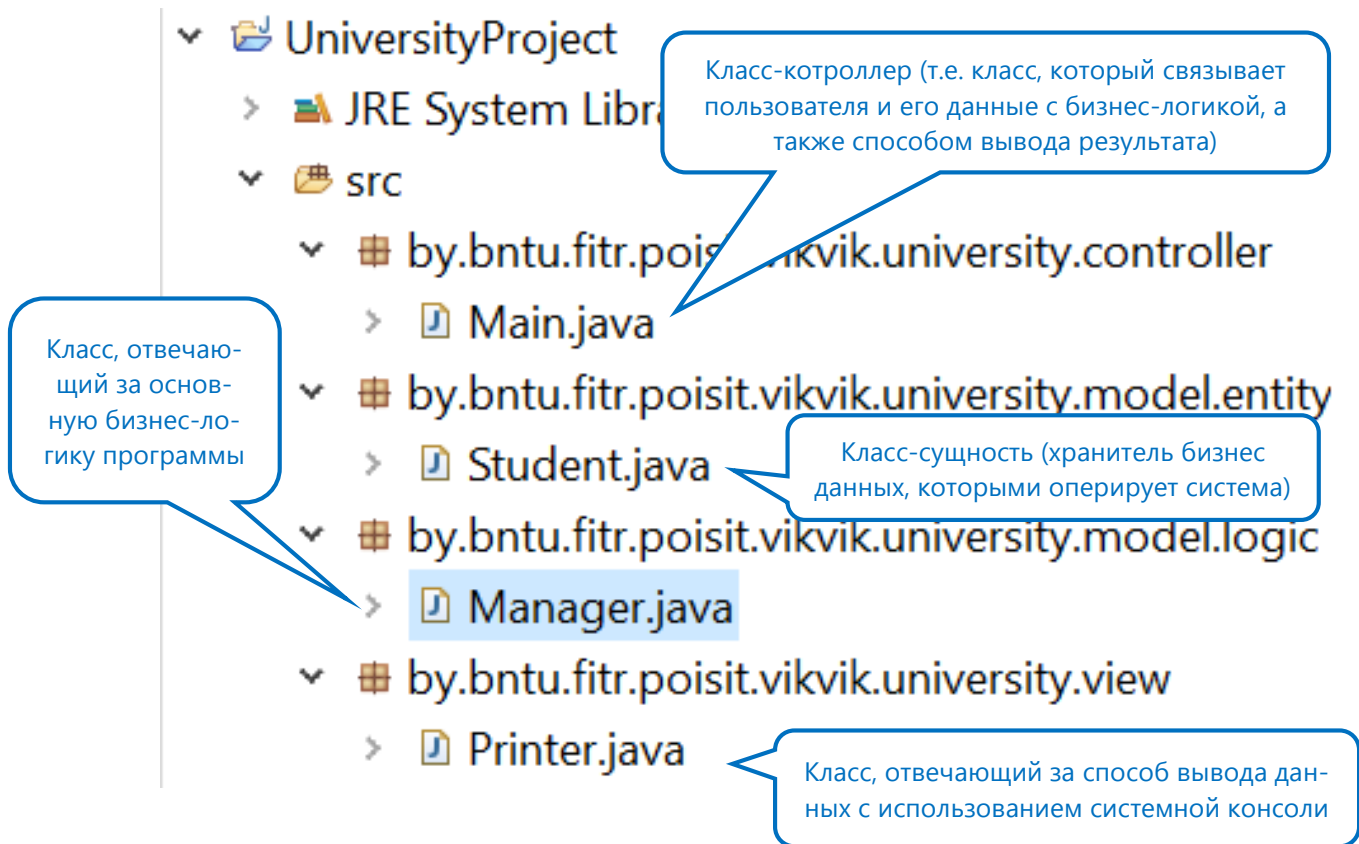 UniversityProject
Класс-котроллер (т.е. класс, который связывает
пользователя и его данные с бизнес-логикой, а
также способом вывода результата)
JRE System Libr
src
by.bntu.fitr.pois vikvik.university.controller
Main.java
Класс, отвечаю-
щий за основ-
ную бизнес-ло-
гику программы
by.bntu.fitr.poisit.vikvik.university.model.entity
Student.java
Класс-сущность (хранитель бизнес
данных, которыми оперирует система)
by.bntu.fitr.poisit.vikvik.university.model.logic
Manager.java
by.bntu.fitr.poisit.vikvik.university.view
Printer.java
Класс, отвечающий за способ вывода дан-
ных с использованием системной консоли